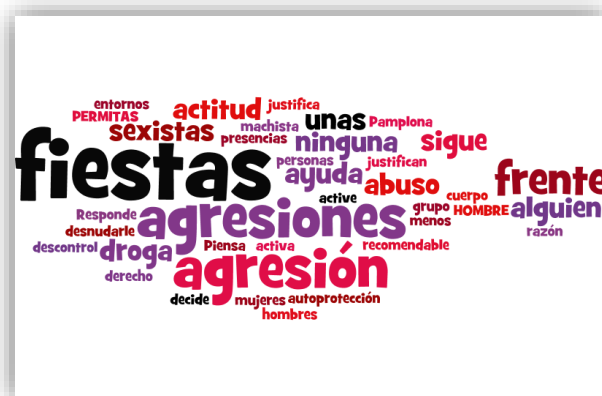 entornos
PERMITAS actitud justifica
sexistas machista unas Pamplona
presencias ninguna sigue
fiestas personas justifican
ayuda abuso frente
active cuerpo
Responde agresiones grupo HOMBRE alguien
desnudarle menos razón
descontrol droga Piensa activa recomendable
derecho agresión
decide mujeres autoprotección
hombres